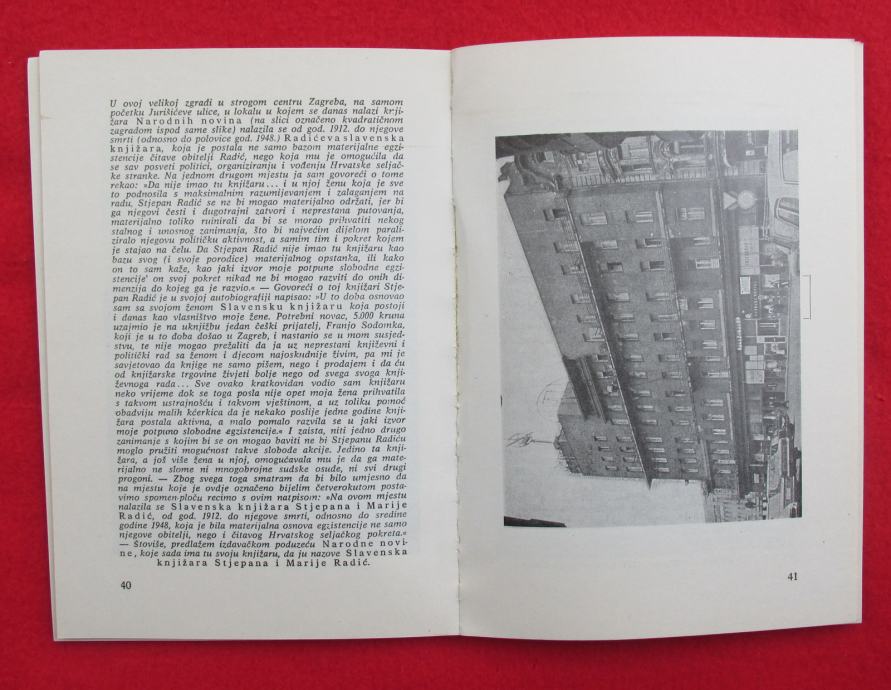 U ovoj velikoj zgradi u strogom centru Zagreba, na samom
početku Jurišićeve ulice, u lokalu u kojem se danas nalazi knji-
žara Narodnih novina (na slici označeno kvadratičnom
zagradom ispod same slike) nalazila se od god. 1912. do njegove
smrti (odnosno do polovice god. 1948.) Radićeva slavenska
knjižara, koja je postala ne samo bazom materijalne egzi-
stencije čitave obitelji Radić, nego koja mu je omogućila da
se sav posveti politici, organiziranju i vođenju Hrvatske seljač-
ke stranke. Na jednom drugom mjestu ja sam govoreći o tome
rekao: »Da nije imao tu knjižaru... i u njoj ženu koja je sve
to podnosila s maksimalnim razumijevanjem i zalaganjem na
radu, Stjepan Radić se ne bi mogao materijalno održati, jer bi
ga njegovi česti i dugotrajni zatvori i neprestana putovanja,
materijalno toliko ruinirali da bi se morao prihvatiti nekog
stalnog i unosnog zanimanja, što bi najvećim dijelom parali-
ziralo njegovu političku aktivnost, a samim tim i pokret kojem
je stajao na čelu. Da Stjepan Radić nije imao tu knjižaru kao
bazu svog (i svoje porodice) materijalnog opstanka, ili kako
on to sam kaže, kao jaki izvor moje potpune slobodne egzi-
stencije' on svoj pokret nikad ne bi mogao razviti do onih di-
menzija do kojeg ga je razvio.« — Govoreći o toj knjižari Stje-
pan Radić je u svojoj autobiografiji napisao: »U to doba osnovao
sam sa svojom ženom Slavensku knjižaru koja postoji
i danas kao vlasništvo moje žene. Potrebni novac, 5.000 kruna
uzajmio je na uknjižbu jedan češki prijatelj, Franjo Sodomka,
koji je u to doba došao u Zagreb, i nastanio se u mom susjed-
stvu, te nije mogao prežaliti da ja uz neprestani književni i
politički rad sa ženom i djecom najoskudnije živim, pa mi je
savjetovao da knjige ne samo pišem, nego i prodajem i da ću
od knjižarske trgovine živjeti bolje nego od svega svoga knji-
ževnoga rada... Sve ovako kratkovidan vodio sam knjižaru
neko vrijeme dok se toga posla nije opet moja žena prihvatila
s takvom ustrajnošću i takvom vještinom, a uz toliku pomoć
obadviju malih kćerkica da je nekako poslije jedne godine knji-
žara postala aktivna, a malo pomalo razvila se u jaki izvor
moje potpuno slobodne egzistencije.« I zaista, niti jedno drugo
zanimanje s kojim bi se on mogao baviti ne bi Stjepanu Radiću
moglo pružiti mogućnost takve slobode akcije. Jedino ta knji-
žara, a još više žena u njoj, omogućavala mu je da ga mate-
rijalno ne slome ni mnogobrojne sudske osude, ni svi drugi
progoni. — Zbog svega toga smatram da bi bilo umjesno da
na mjestu koje je ovdje označeno bijelim četverokutom posta-
vimo spomen-ploču recimo s ovim natpisom: »Na ovom mjestu
nalazila se Slavenska knjižara Stjepana i Marije
Radić, od god. 1912. do njegove smrti, odnosno do sredine
godine 1948, koja je bila materijalna osnova egzistencije ne samo
njegove obitelji, nego i čitavog Hrvatskog seljačkog pokreta.«
— Štoviše, predlažem izdavačkom poduzeću Narodne novi-
ne, koje sada ima tu svoju knjižaru, da ju nazove Slavenska
knjižara Stjepana i Marije Radić.
40
41